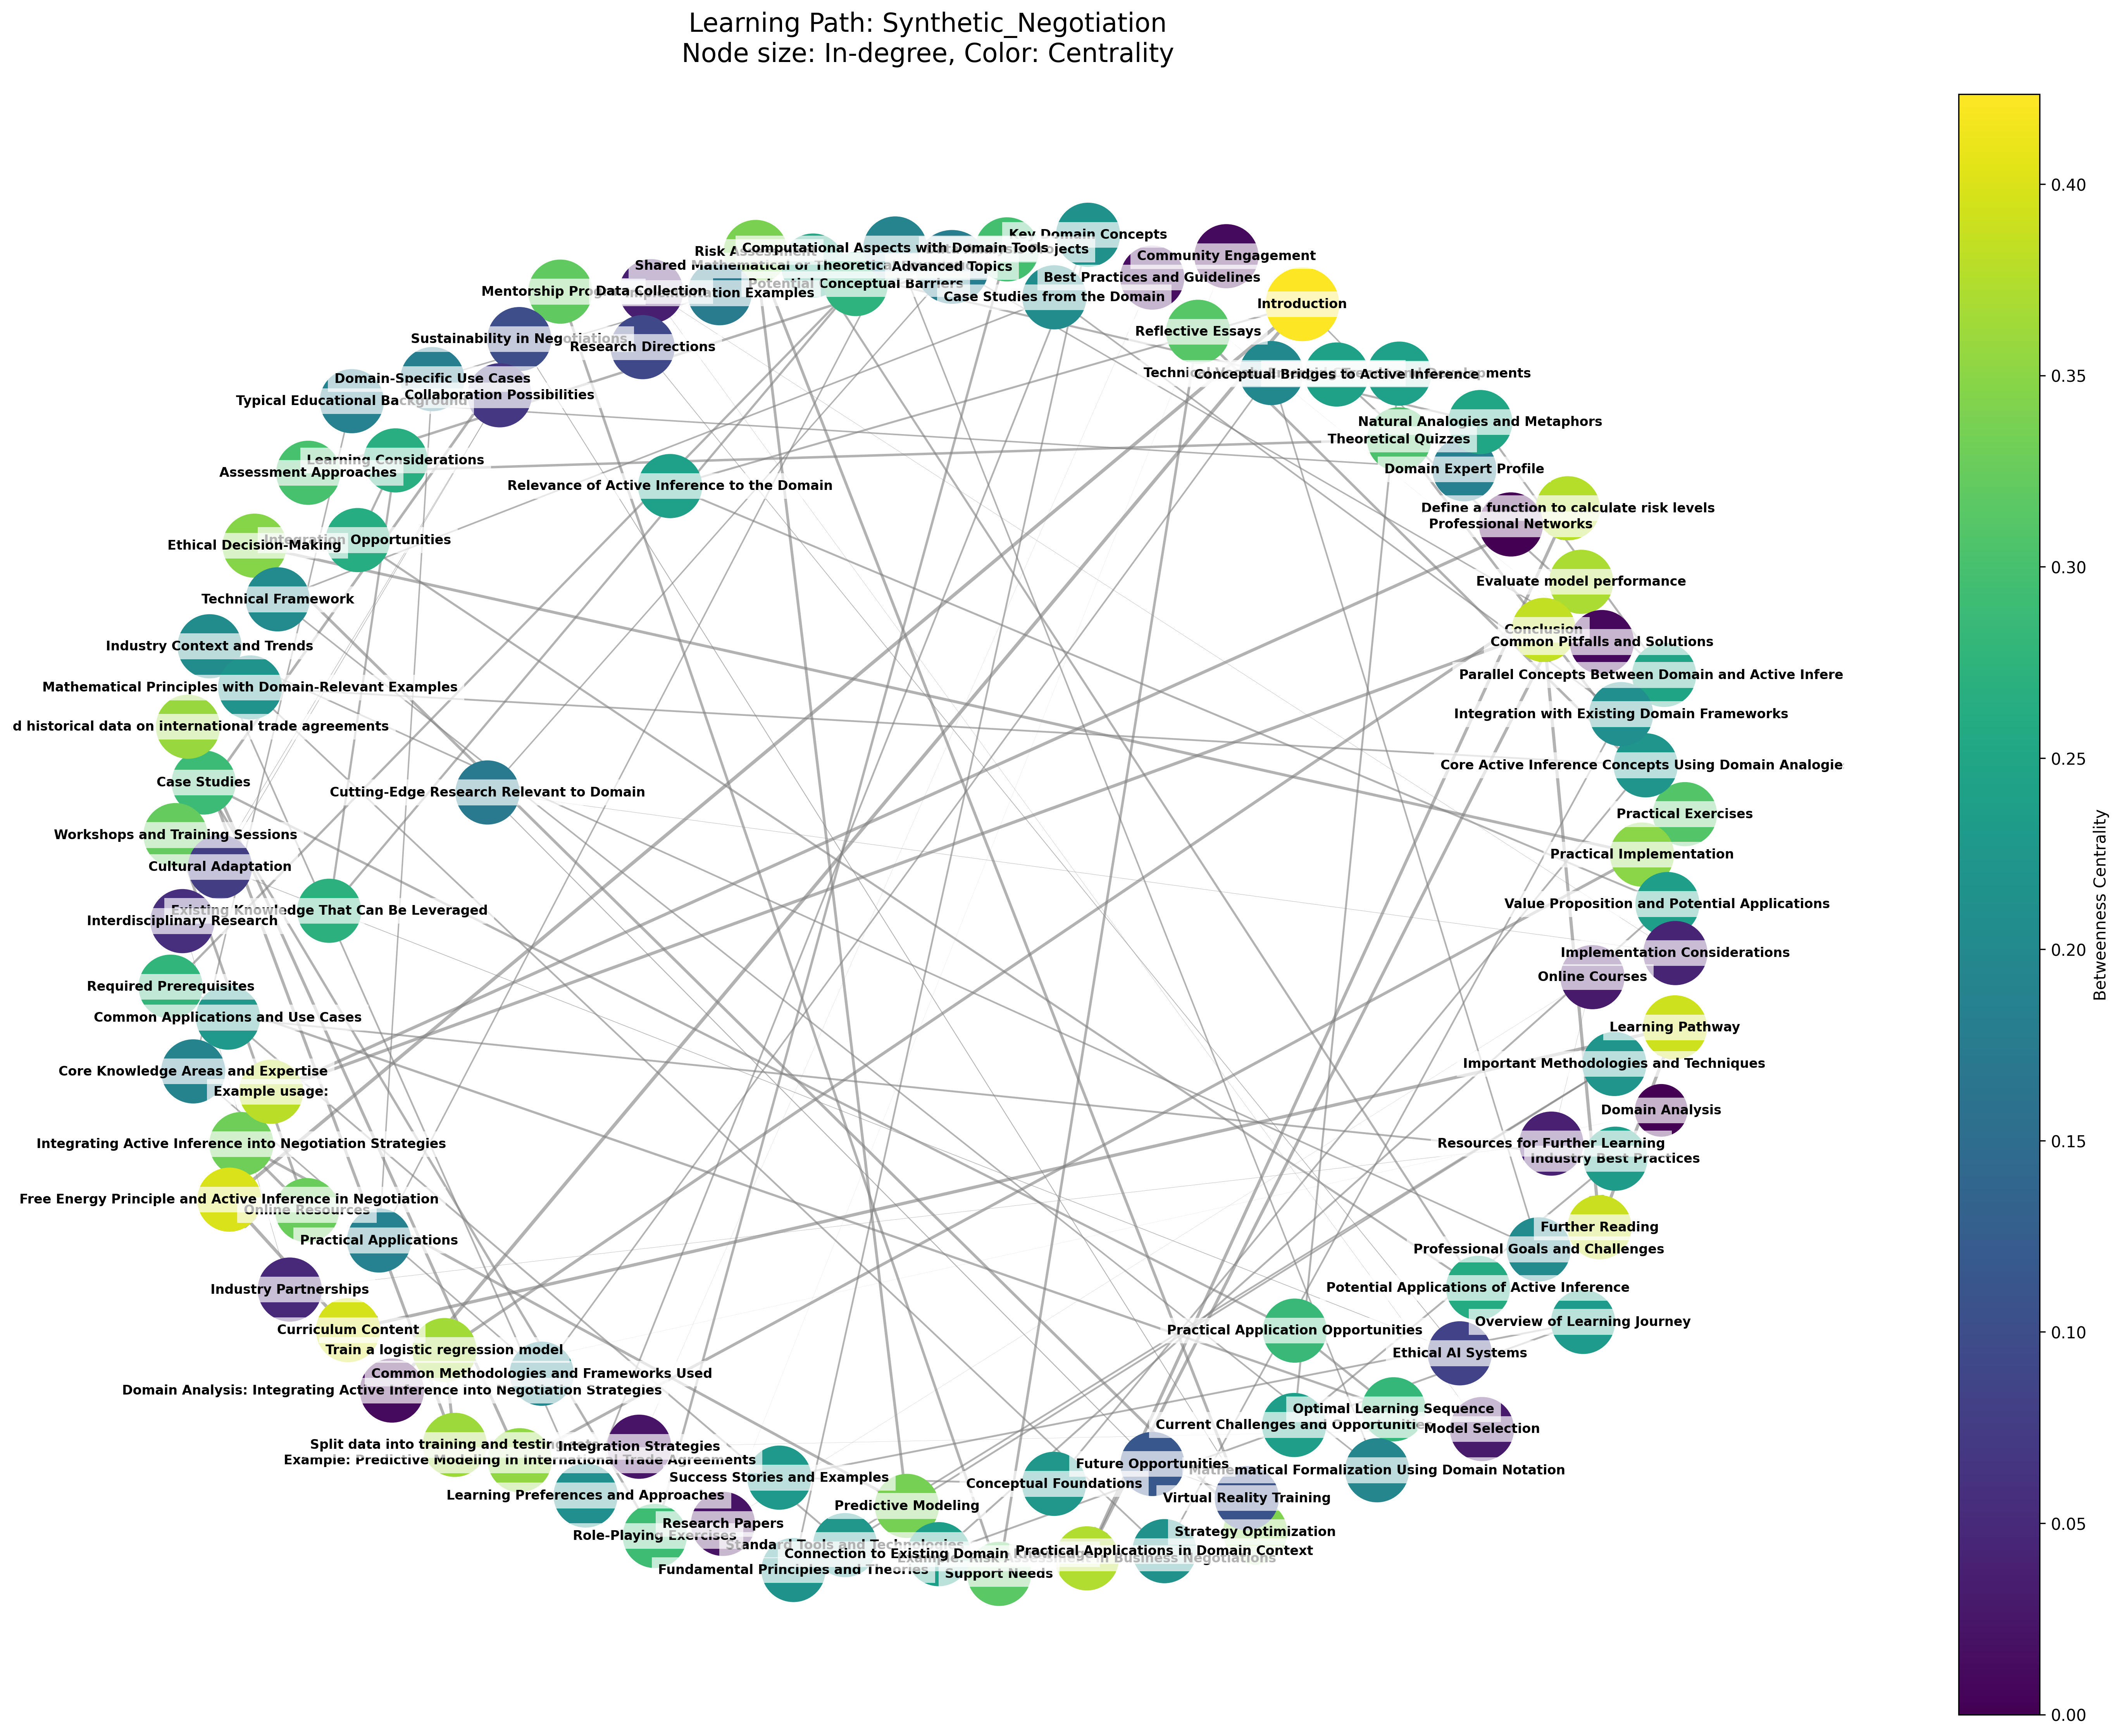 Learning Path: Synthetic_Negotiation
Node size: In-degree, Color: Centrality
Key Domain Concepts
Risk Assessment
Computational Aspects with Domain Tools
jects
Community Engagement
Shared Mathematical or Theoretical
Advanced Topics
Best Practices and Guidelines
Potential Conceptual Barriers
Mentorship Pro
Data Collection
ion Examples
Case Studies from the Domain
Introduction
Reflective Essays
Sustainability in Negotiations
Research Directions
Technical
Conceptual Bridges to Active Inference
ments
Domain-Specific Use Cases
Collaboration Possibilities
Typical Educational Background
Natural Analogies and Metaphors
Theoretical Quizzes
Learning Considerations
Assessment Approaches
Domain Expert Profile
Relevance of Active Inference to the Domain
Define a function to calculate risk levels
Professional Networks
Integration Opportunities
Ethical Decision-Making
Evaluate model performance
Technical Framework
Conclusion
Common Pitfalls and Solutions
Industry Context and Trends
Parallel Concepts Between Domain and Active Infere
Mathematical Principles with Domain-Relevant Examples
Integration with Existing Domain Frameworks
d historical data on international trade agreements
Core Active Inference Concepts Using Domain Analogie
Case Studies
Cutting-Edge Research Relevant to Domain
Practical Exercises
Workshops and Training Sessions
Practical Implementation
Cultural Adaptation
Value Proposition and Potential Applications
Existing Knowledge That Can Be Leveraged
Interdisciplinary Research
Implementation Considerations
Online Courses
Required Prerequisites
Common Applications and Use Cases
Learning Pathway
Important Methodologies and Techniques
Core Knowledge Areas and Expertise
Example usage:
Domain Analysis
Integrating Active Inference into Negotiation Strategies
Resources for Further Learning
Industry Best Practices
Free Energy Principle and Active Inference in Negotiation
Online Resources
Further Reading
Practical Applications
Professional Goals and Challenges
Industry Partnerships
Potential Applications of Active Inference
Overview of Learning Journey
Curriculum Content
Practical Application Opportunities
Train a logistic regression model
Ethical AI Systems
Common Methodologies and Frameworks Used
Domain Analysis: Integrating Active Inference into Negotiation Strategies
Optimal Learning Sequence
Current Challenges and Opportunities
Model Selection
Split data into training and testing
Integration Strategies
Example: Predictive Modeling in International Trade Agreements
Future Opportunities
Mathematical Formalization Using Domain Notation
Success Stories and Examples
Conceptual Foundations
Learning Preferences and Approaches
Virtual Reality Training
Predictive Modeling
Research Papers
Strategy Optimization
Role-Playing Exercises
Standard Tools and Technologies
Connection to Existing Domain
Practical Applications in Domain Context
Example: Risk Assessment in Business Negotiations
Fundamental Principles and Theories
Support Needs
0.40
0.35
0.30
0.25
0.20
0.15
0.10
0.05
0.00
Betweenness Centrality